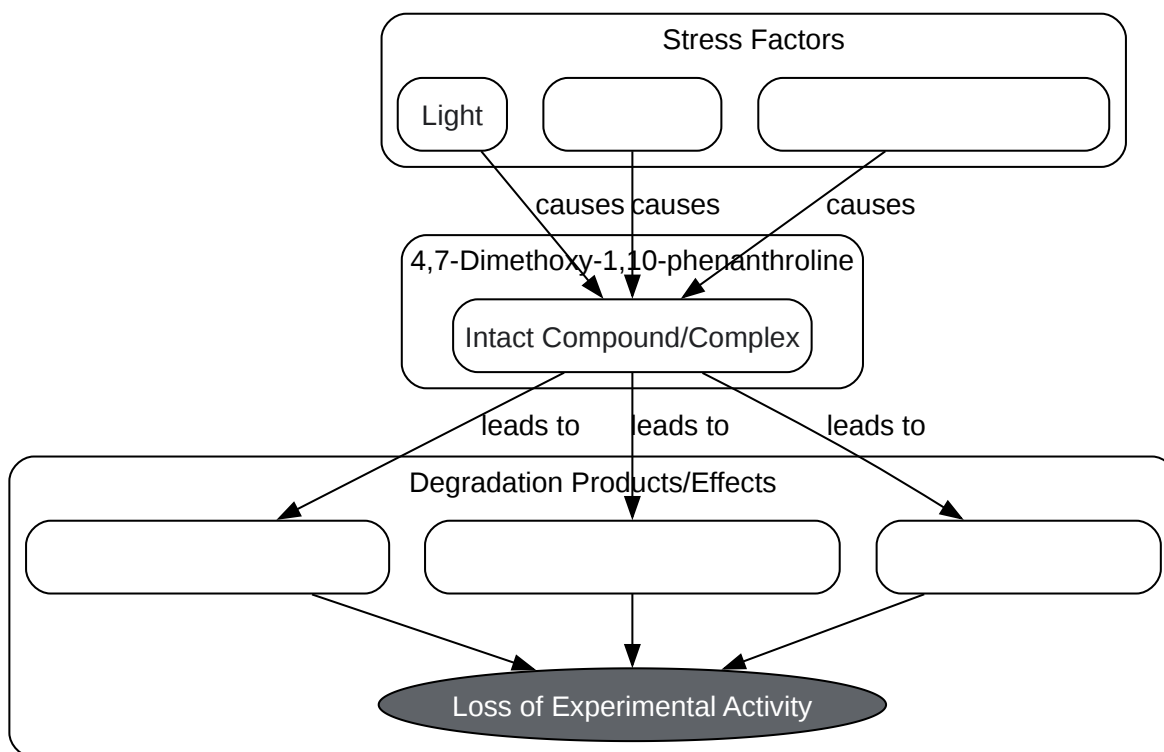 Stress Factors
Light
causes causes causes
4,7-Dimethoxy-1,10-phenanthroline
Intact Compound/Complex
leads to leads to leads to
Degradation Products/Effects
Loss of Experimental Activity